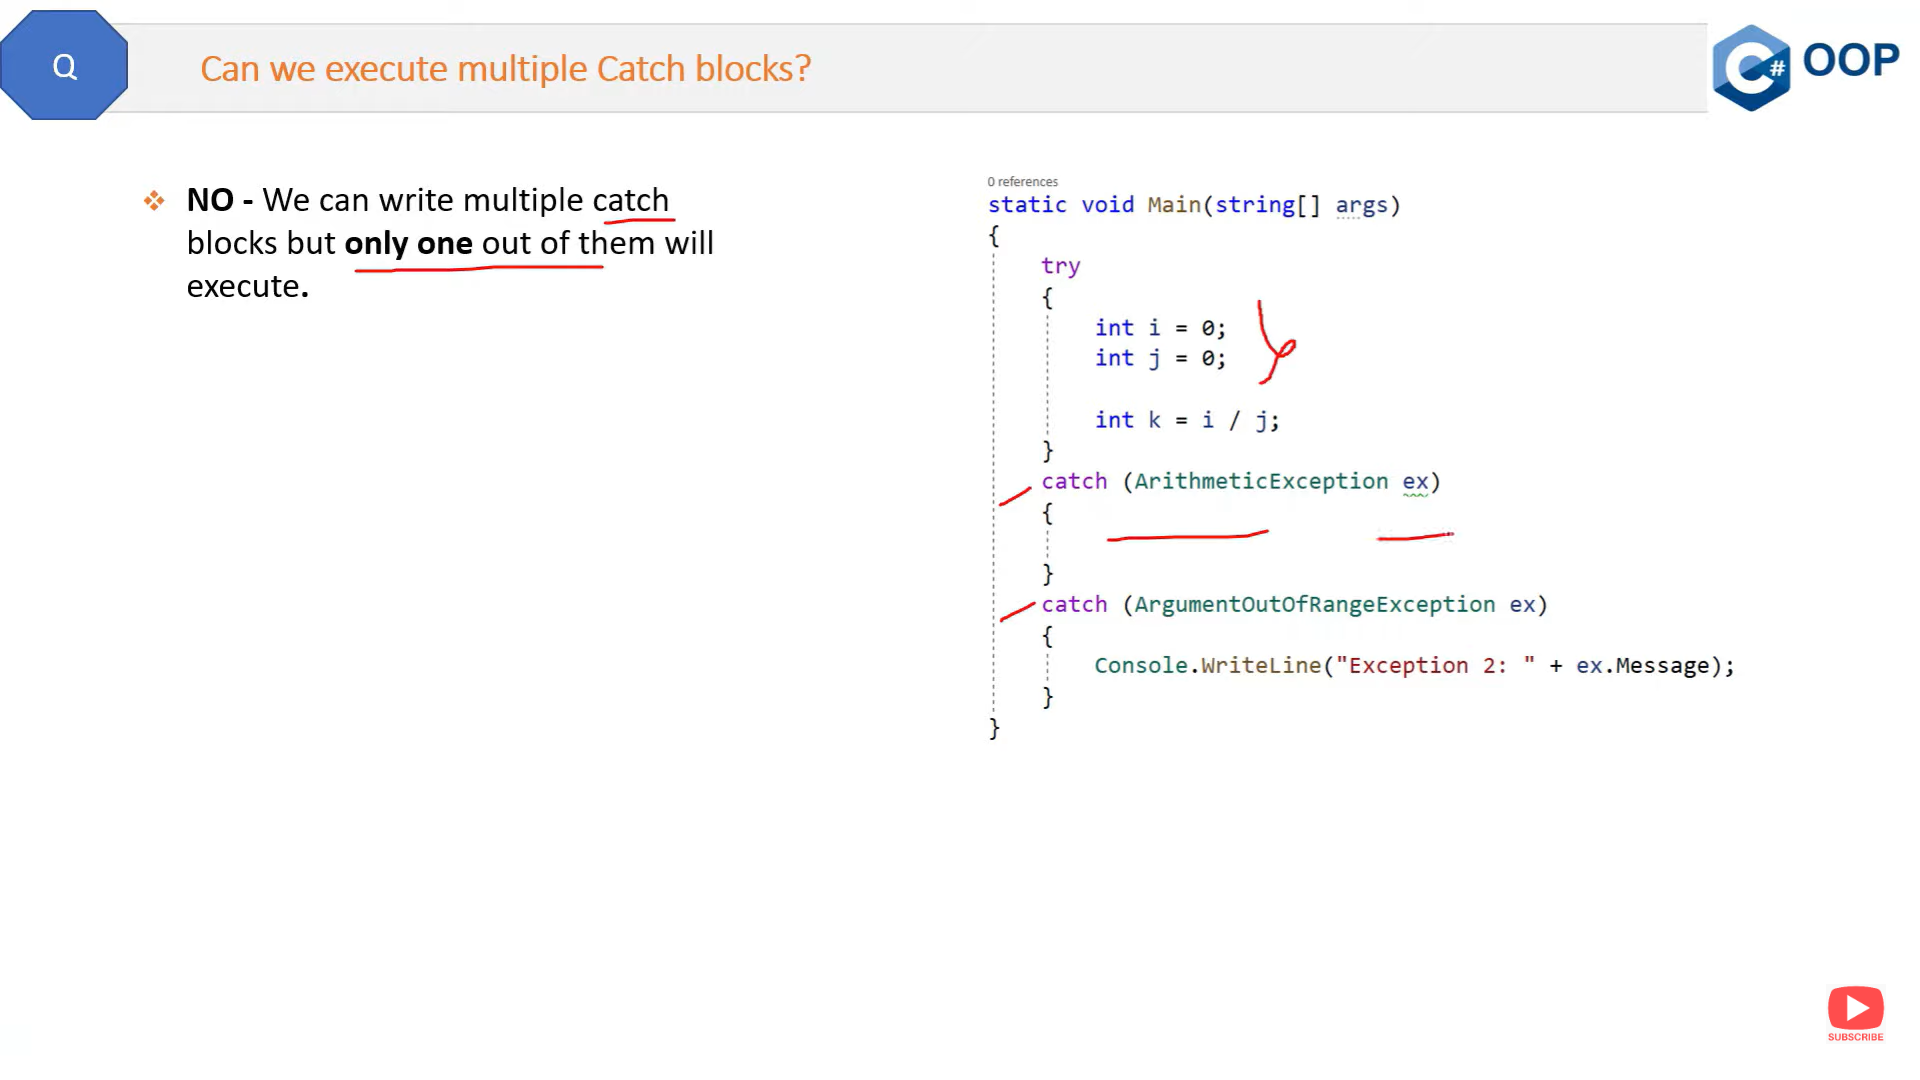 Q
Can we execute multiple Catch blocks?
C# OOP
NO - We can write multiple catch
blocks but only one out of them will
execute.
0 references
static void Main(string[] args)
{
try
{
int i = 0;
int j = 0;
int k = i / j;
}
catch (ArithmeticException ex)
{
}
catch (ArgumentOutOfRangeException ex)
{
Console.WriteLine("Exception 2: " + ex.Message);
}
}
SUBSCRIBE